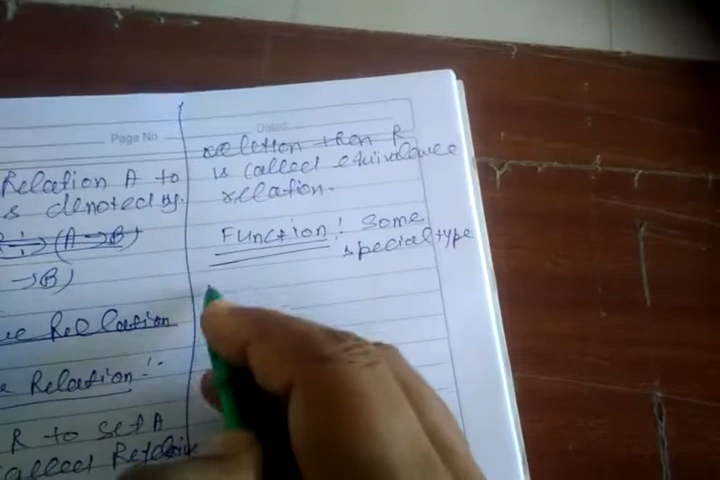 Page No
Relation A to
s denoted by.
(A→B)
→B)
Relation
Relation :-
R to set A
called Reflexive
Dated
relation then R
is called equivalence
relation.
Function : Some
special type